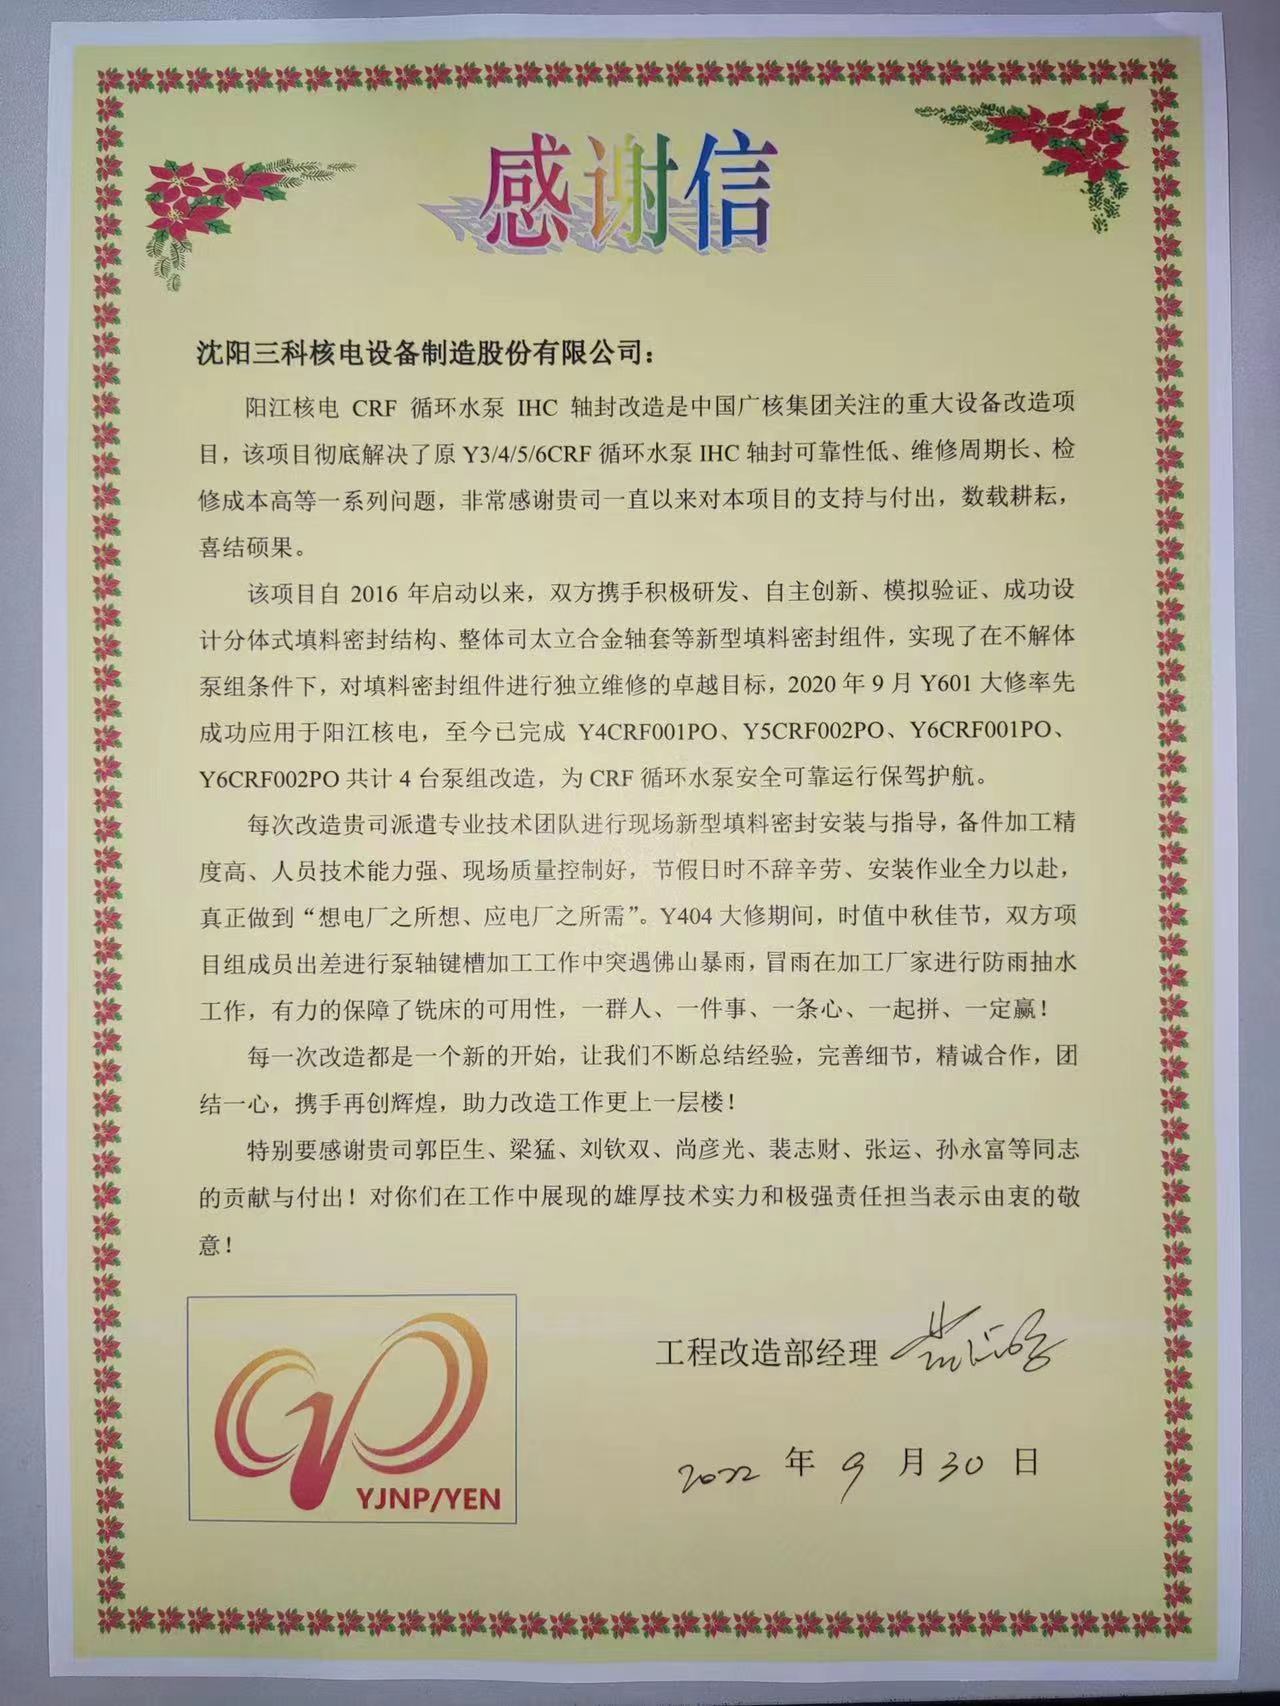 感谢信
沈阳三科核电设备制造股份有限公司：
阳江核电 CRF 循环水泵 IHC 轴封改造是中国广核集团关注的重大设备改造项
目，该项目彻底解决了原 Y3/4/5/6CRF 循环水泵 IHC 轴封可靠性低、维修周期长、检
修成本高等一系列问题，非常感谢贵司一直以来对本项目的支持与付出，数载耕耘，
喜结硕果。
该项目自 2016 年启动以来，双方携手积极研发、自主创新、模拟验证、成功设
计分体式填料密封结构、整体司太立合金轴套等新型填料密封组件，实现了在不解体
泵组条件下，对填料密封组件进行独立维修的卓越目标，2020 年 9 月 Y601 大修率先
成功应用于阳江核电，至今已完成 Y4CRF001PO、Y5CRF002PO、Y6CRF001PO、
Y6CRF002PO 共计 4 台泵组改造，为 CRF 循环水泵安全可靠运行保驾护航。
每次改造贵司派遣专业技术团队进行现场新型填料密封安装与指导，备件加工精
度高、人员技术能力强、现场质量控制好，节假日时不辞辛劳、安装作业全力以赴，
真正做到“想电厂之所想、应电厂之所需”。Y404 大修期间，时值中秋佳节，双方项
目组成员出差进行泵轴键槽加工工作中突遇佛山暴雨，冒雨在加工厂家进行防雨抽水
工作，有力的保障了铣床的可用性，一群人、一件事、一条心、一起拼、一定赢！
每一次改造都是一个新的开始，让我们不断总结经验，完善细节，精诚合作，团
结一心，携手再创辉煌，助力改造工作更上一层楼！
特别要感谢贵司郭臣生、梁猛、刘钦双、尚彦光、裴志财、张运、孙永富等同志
的贡献与付出！对你们在工作中展现的雄厚技术实力和极强责任担当表示由衷的敬
意！
工程改造部经理
2022 年 9 月 30 日
YJNP/YEN